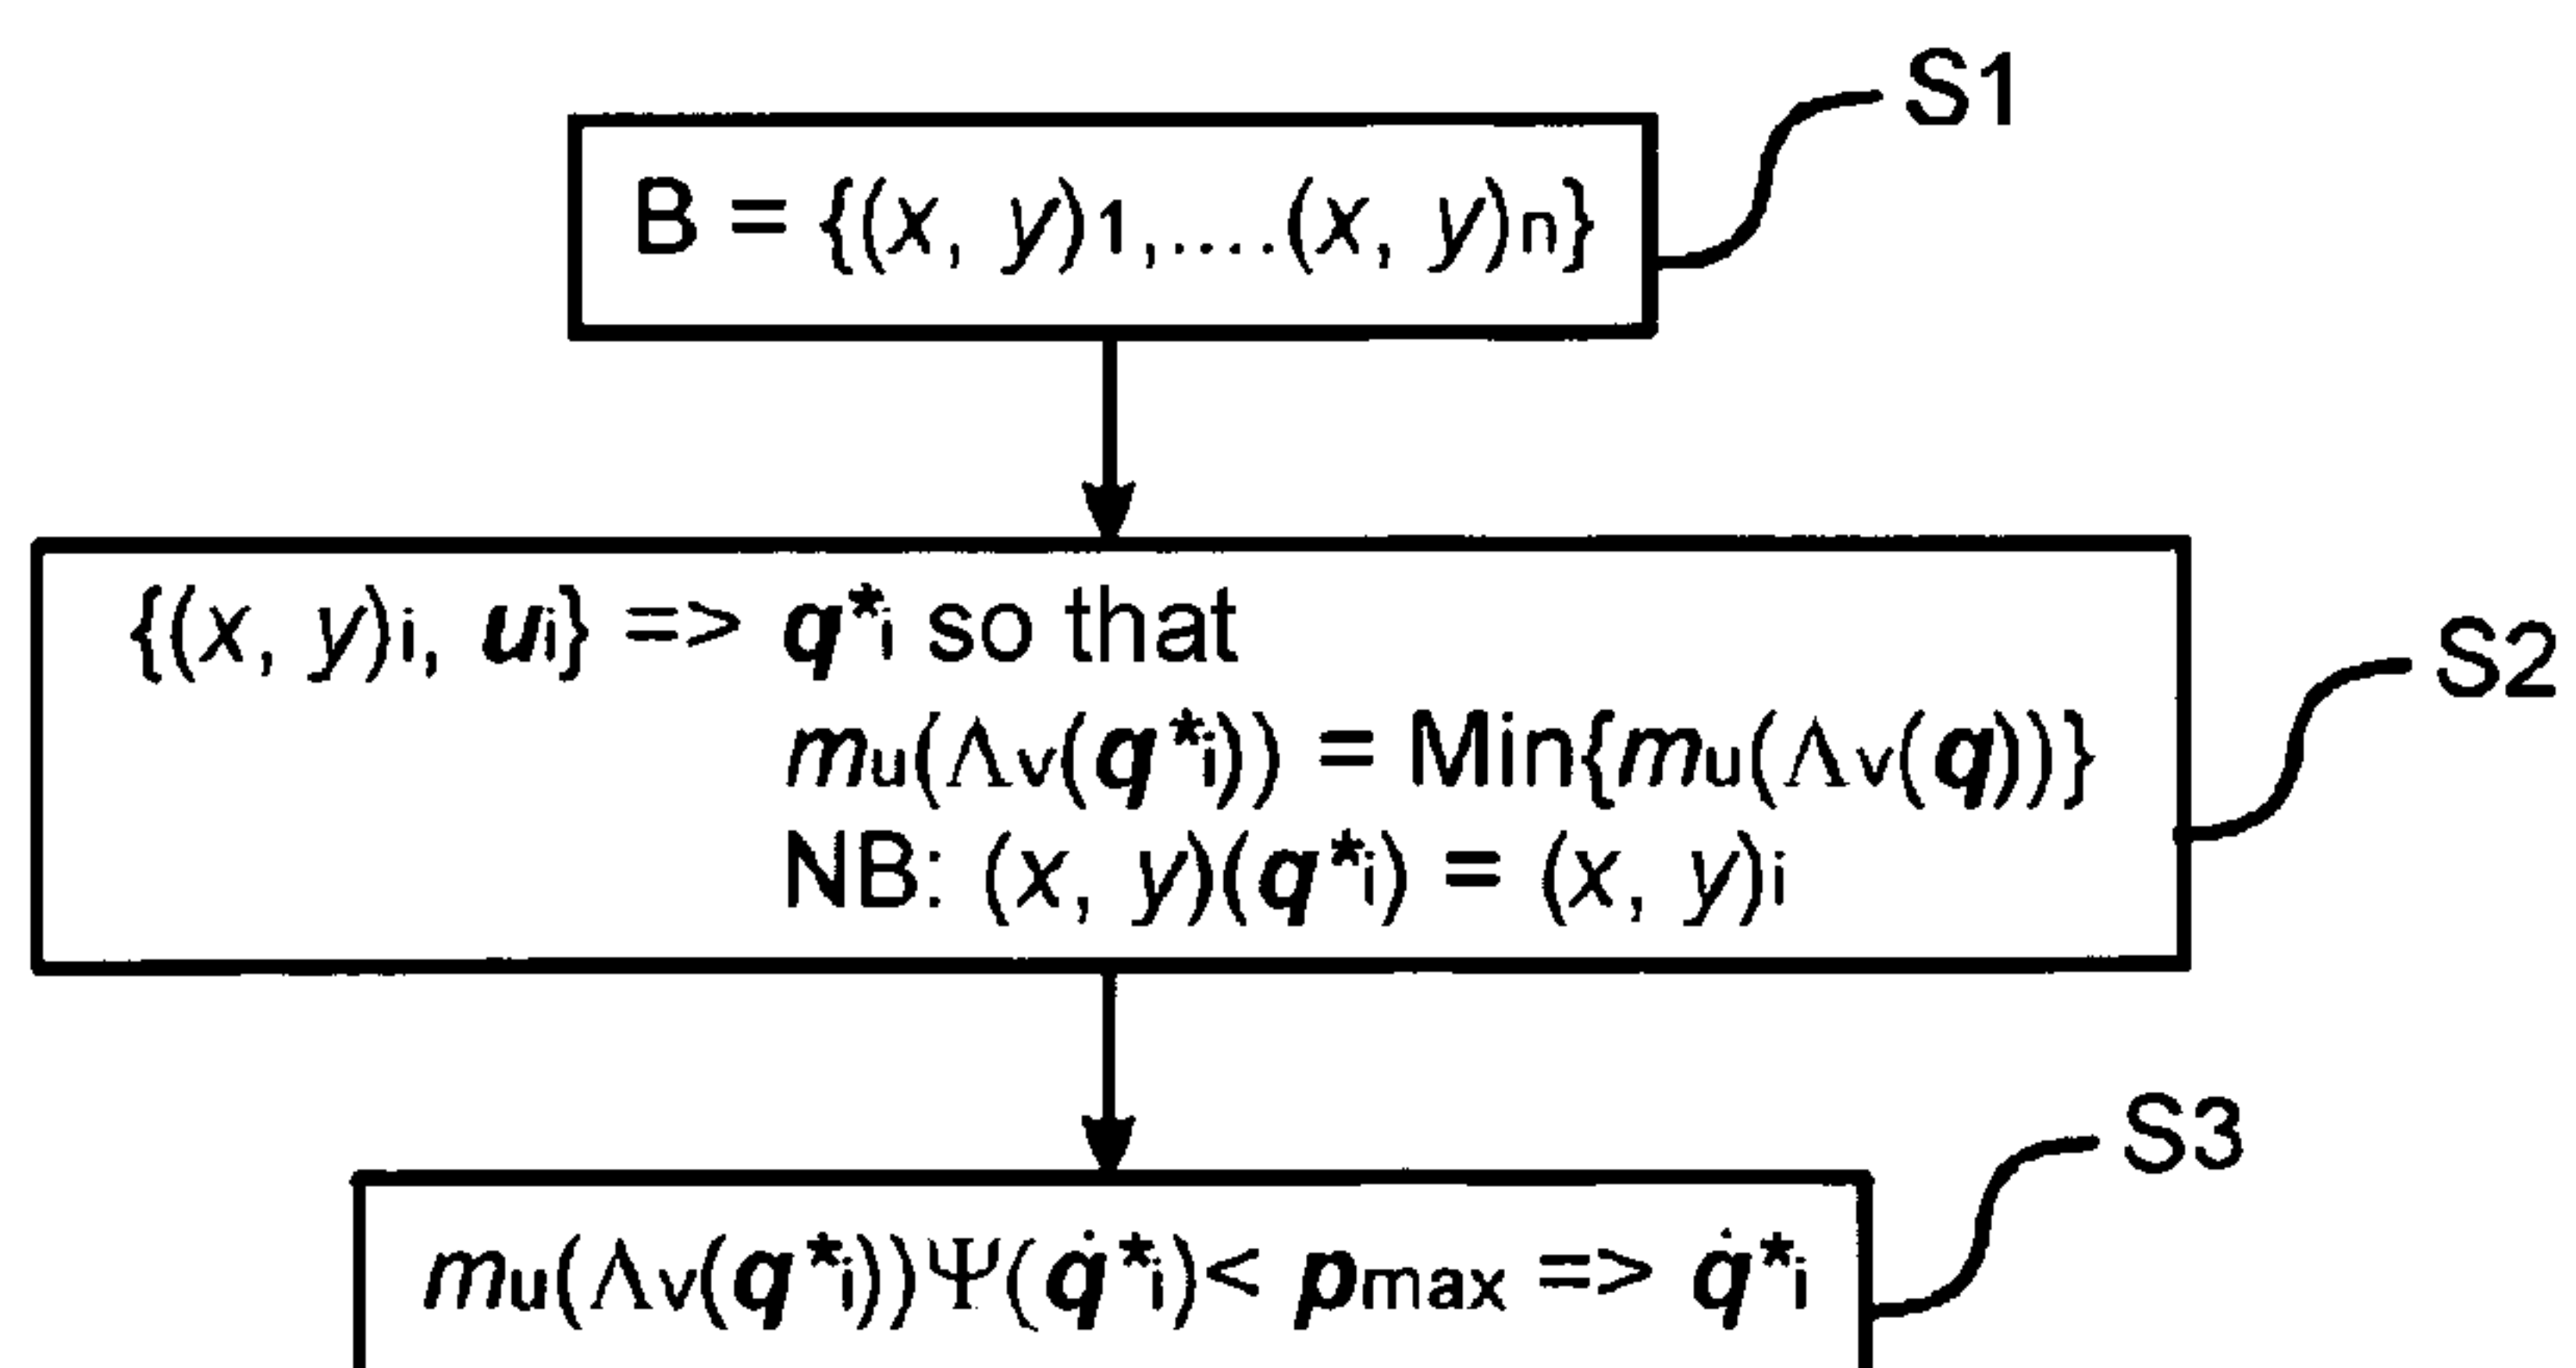 S1
B = {(x, y)1,....(x, y)n}
{(x, y)i, ui} => q*i so that
mu(Λv(q*i)) = Min{mu(Λv(q))}
S2
NB: (x, y)(q*i) = (x, y)i
S3
mu(Λv(q*i))Ψ(q̇*i)< pmax => q̇*i